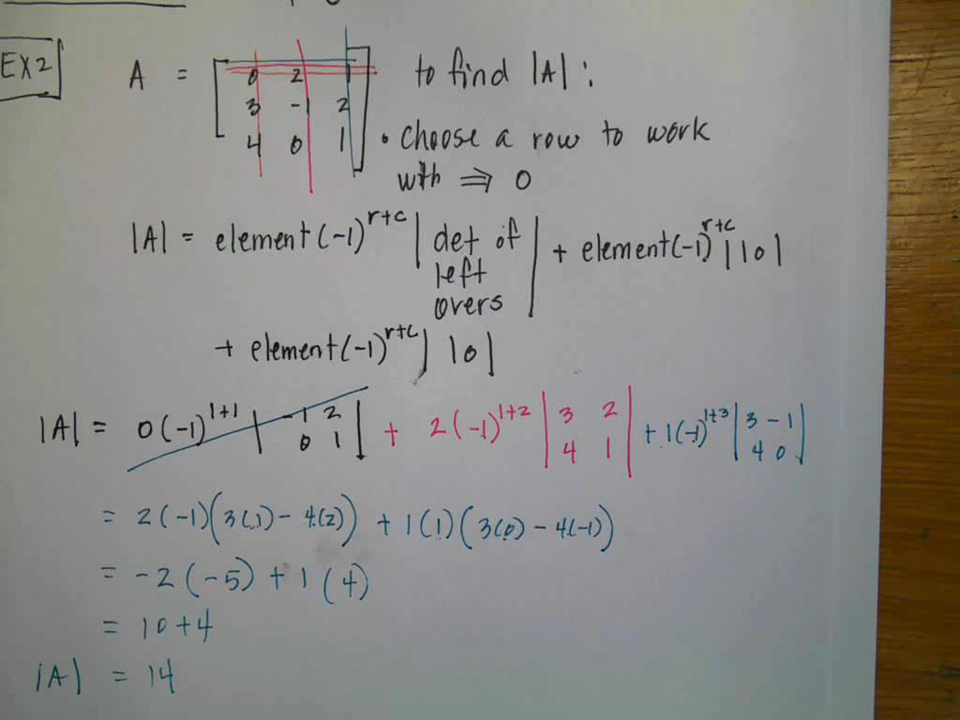 EX2
A = [ 0 2 1
3 -1 2
4 0 1 ]
to find |A| :
• Choose a row to work
with ⇒ 0
|A| = element(-1)^{r+c} | det of left overs | + element(-1)^{r+c} | |0|
+ element(-1)^{r+c} | |0|
|A| = 0(-1)^{1+1} | -1 2 ; 0 1 | + 2(-1)^{1+2} | 3 2 ; 4 1 | + 1(-1)^{1+3} | 3 -1 ; 4 0 |
= 2(-1)(3(1) - 4(2)) + 1(1)(3(0) - 4(-1))
= -2(-5) + 1(4)
= 10+4
|A| = 14